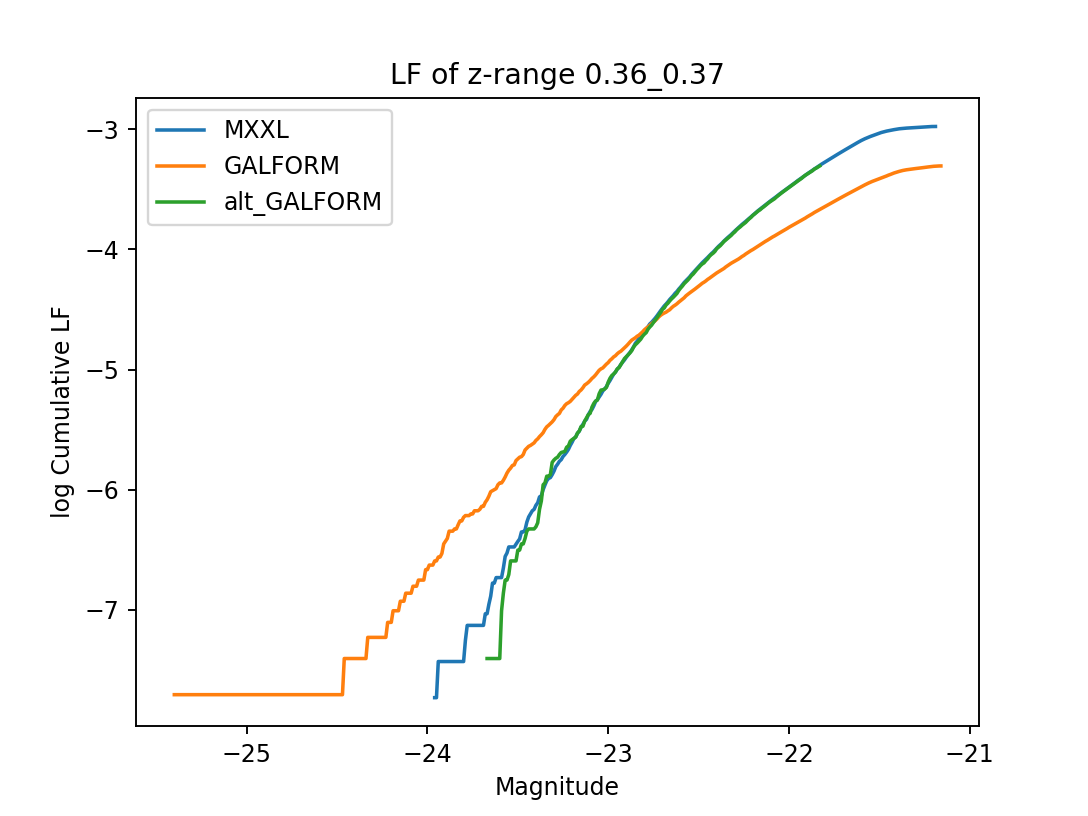 LF of z-range 0.36_0.37
MXXL
GALFORM
alt_GALFORM
log Cumulative LF
−3
−4
−5
−6
−7
−25
−24
−23
−22
−21
Magnitude